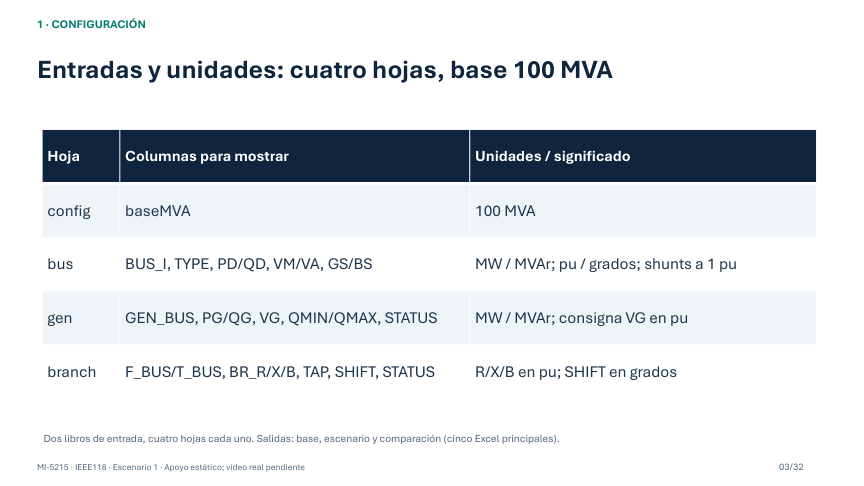 1 · CONFIGURACIÓN
Entradas y unidades: cuatro hojas, base 100 MVA
Hoja Columnas para mostrar Unidades / significado
config baseMVA 100 MVA
bus BUS_I, TYPE, PD/QD, VM/VA, GS/BS MW / MVAr; pu / grados; shunts a 1 pu
gen GEN_BUS, PG/QG, VG, QMIN/QMAX, STATUS MW / MVAr; consigna VG en pu
branch F_BUS/T_BUS, BR_R/X/B, TAP, SHIFT, STATUS R/X/B en pu; SHIFT en grados
Dos libros de entrada, cuatro hojas cada uno. Salidas: base, escenario y comparación (cinco Excel principales).
MI-5215 · IEEE118 · Escenario 1 · Apoyo estático; video real pendiente 03/32